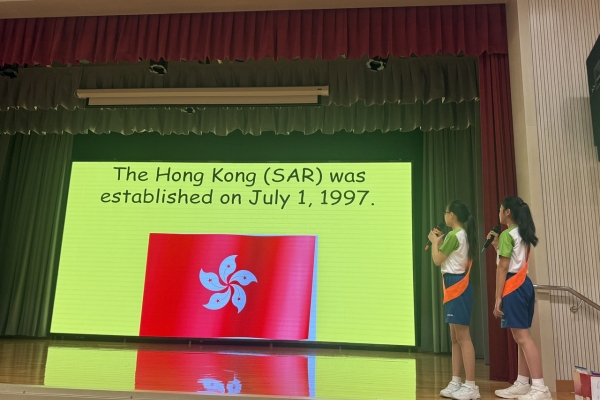 The Hong Kong (SAR) was
established on July 1, 1997.